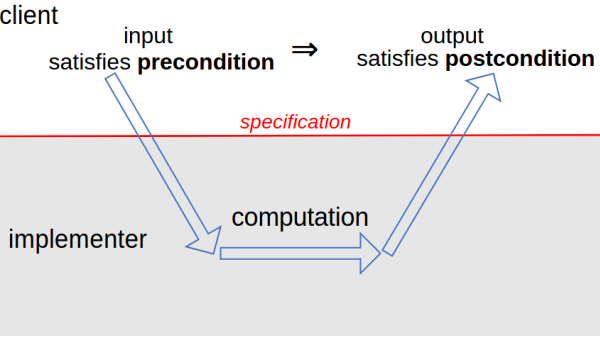 client
input
satisfies precondition
⇒
output
satisfies postcondition
specification
computation
implementer